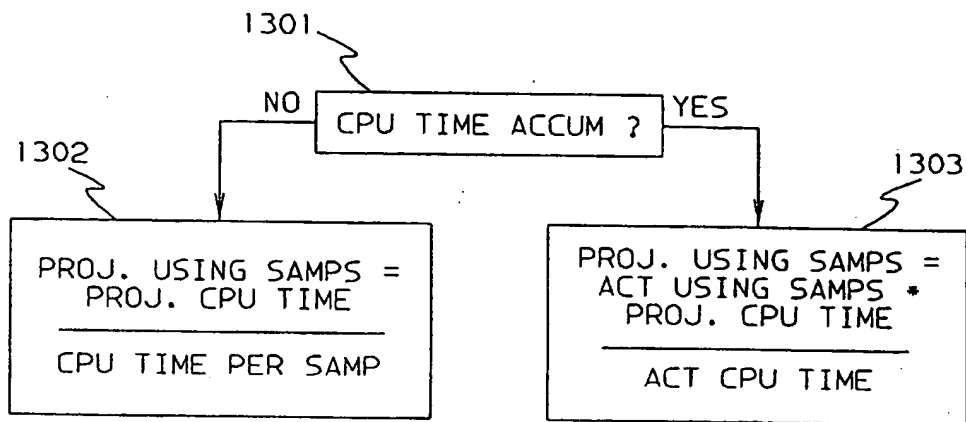 1301
NO
CPU TIME ACCUM ?
YES
1302
PROJ. USING SAMPS =
PROJ. CPU TIME
CPU TIME PER SAMP
1303
PROJ. USING SAMPS =
ACT USING SAMPS *
PROJ. CPU TIME
ACT CPU TIME